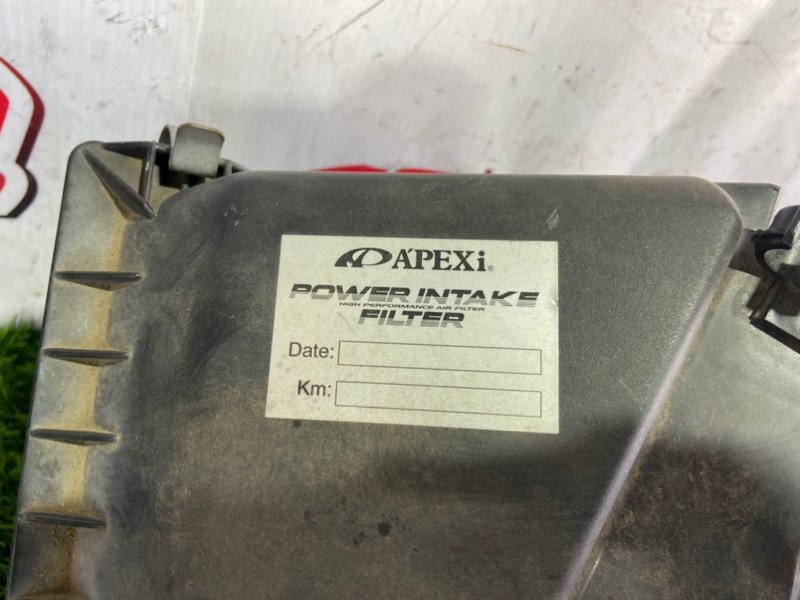 A'PEXi®
POWER INTAKE
HIGH PERFORMANCE AIR FILTER
FILTER
Date:
Km: